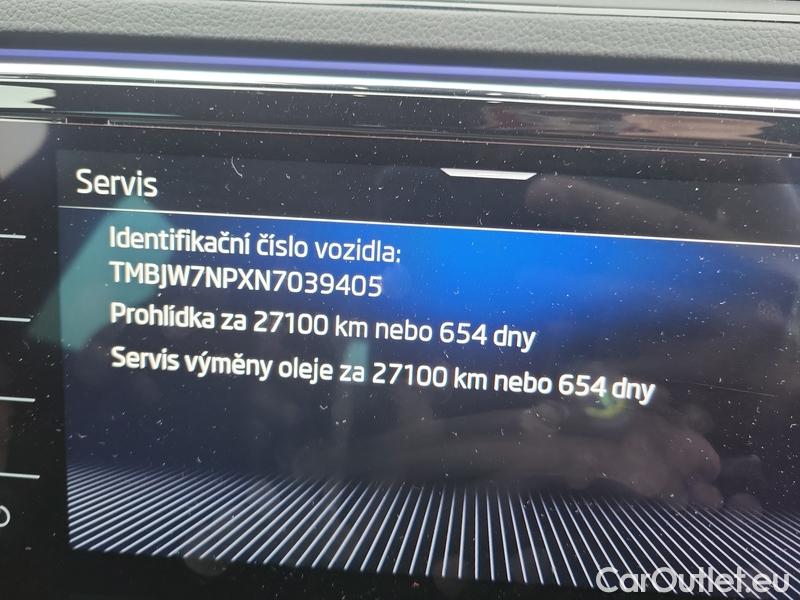 Servis
Identifikační číslo vozidla:
TMBJW7NPXN7039405
Prohlídka za 27100 km nebo 654 dny
Servis výměny oleje za 27100 km nebo 654 dny
CarOutlet.eu